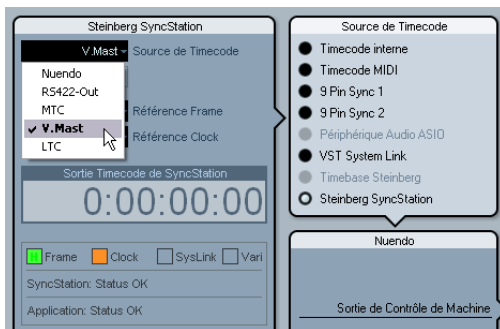 Steinberg SyncStation
V.Mast Source de Timecode
Nuendo
RS422-Out
MTC
V.Mast
LTC
Référence Frame
Référence Clock
Sortie Timecode de SyncStation
0:00:00:00
H Frame Clock SysLink Vari
SyncStation: Status OK
Application: Status OK
Source de Timecode
Timecode interne
Timecode MIDI
9 Pin Sync 1
9 Pin Sync 2
Périphérique Audio ASIO
VST System Link
Timebase Steinberg
Steinberg SyncStation
Nuendo
Sortie de Contrôle de Machine